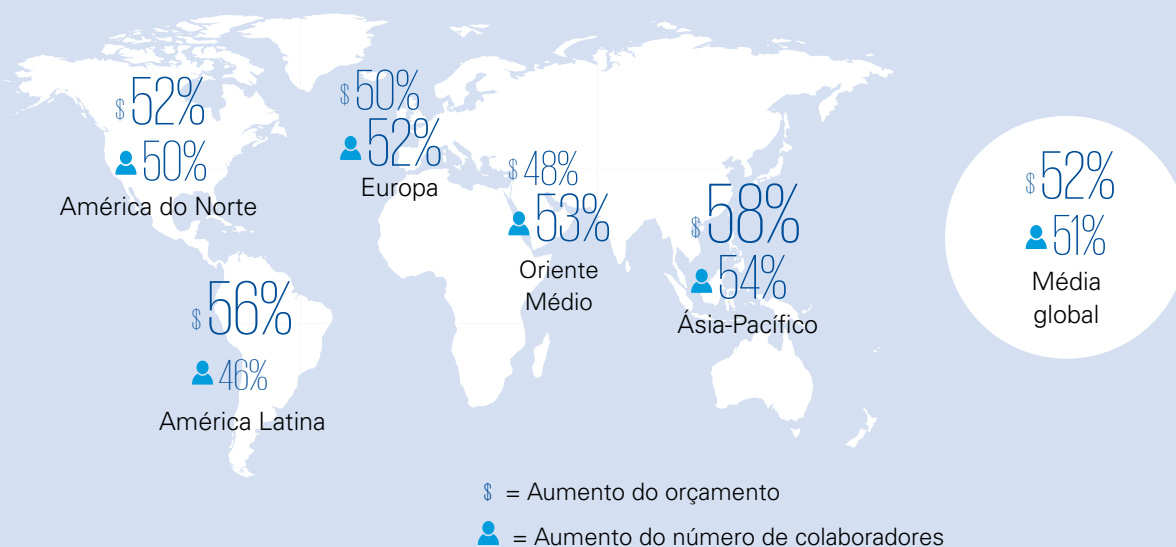 $ 52%
50%
América do Norte
$ 50%
52%
Europa
$ 48%
53%
Oriente
Médio
$ 58%
54%
Ásia-Pacífico
$ 56%
46%
América Latina
$ 52%
51%
Média
global
$ = Aumento do orçamento
= Aumento do número de colaboradores